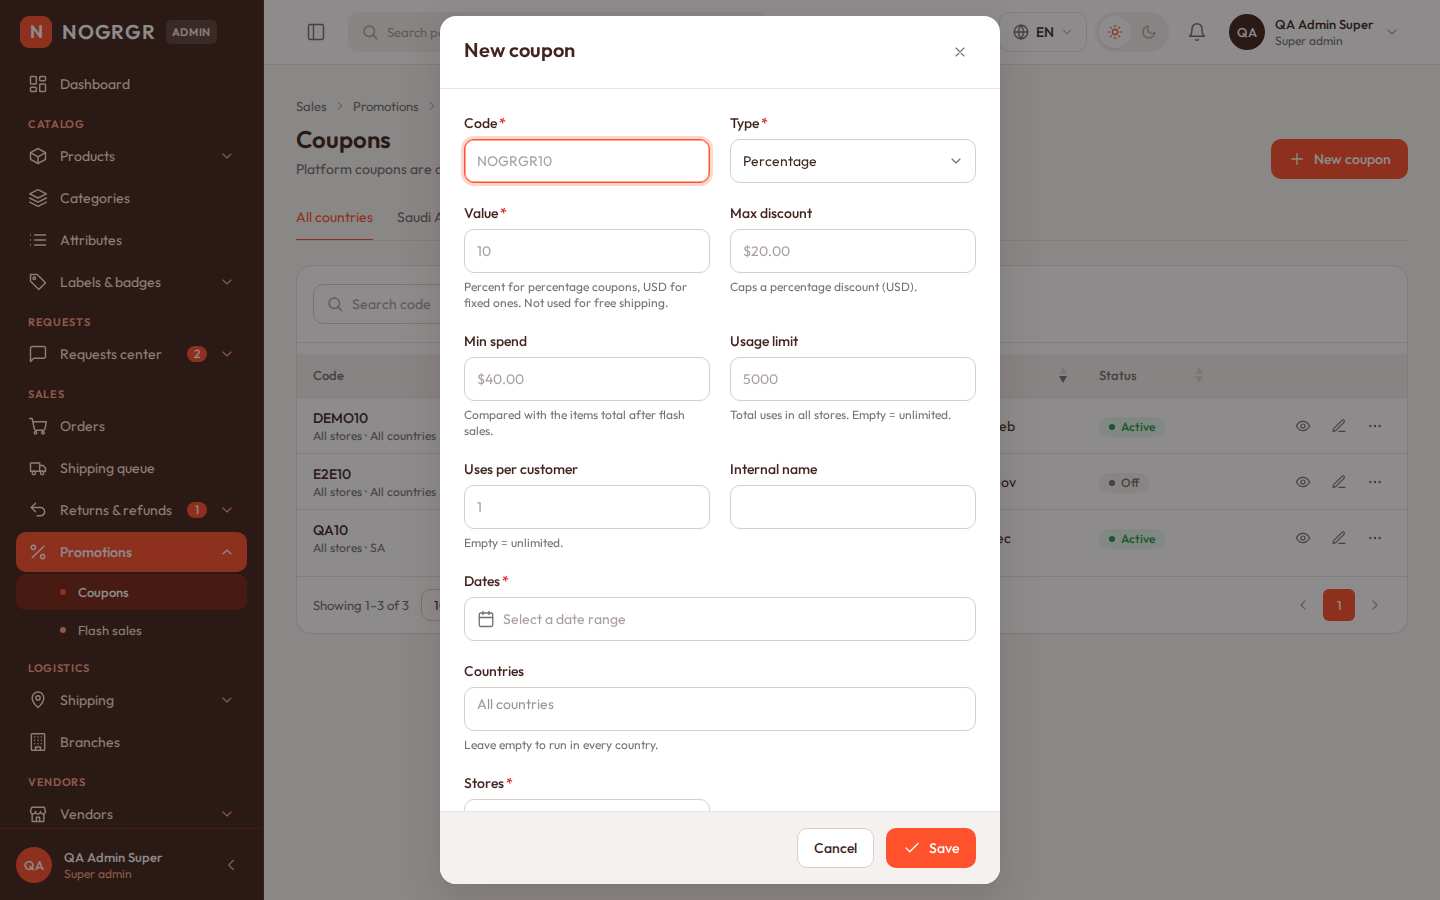 N NOGRGR ADMIN
Dashboard
CATALOG
Products
Categories
Attributes
Labels & badges
REQUESTS
Requests center 2
SALES
Orders
Shipping queue
Returns & refunds 1
Promotions
Coupons
Flash sales
LOGISTICS
Shipping
Branches
VENDORS
Vendors
QA QA Admin Super
Super admin
Search p
EN
QA QA Admin Super
Super admin
Sales > Promotions >
Coupons
Platform coupons are
New coupon
All countries Saudi A
Search code
Code Status
DEMO10
All stores · All countries
Active
E2E10
All stores · All countries
Off
QA10
All stores · SA
Active
Showing 1–3 of 3
1
New coupon
Code* Type*
NOGRGR10 Percentage
Value* Max discount
10 $20.00
Percent for percentage coupons, USD for
fixed ones. Not used for free shipping.
Caps a percentage discount (USD).
Min spend Usage limit
$40.00 5000
Compared with the items total after flash
sales.
Total uses in all stores. Empty = unlimited.
Uses per customer Internal name
1
Empty = unlimited.
Dates*
Select a date range
Countries
All countries
Leave empty to run in every country.
Stores*
Cancel Save